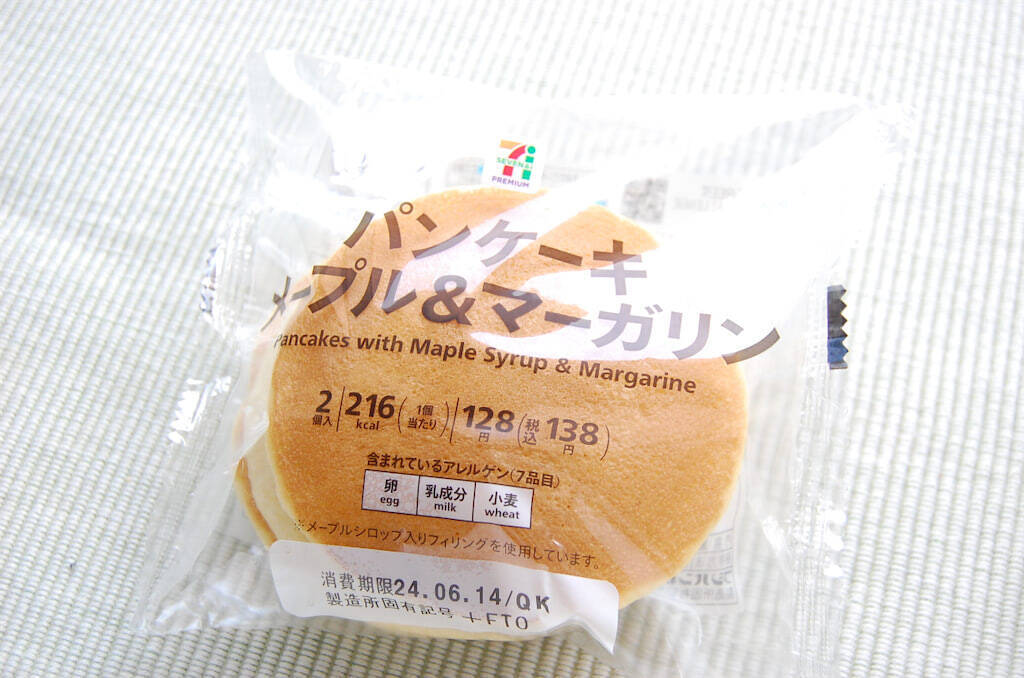 SEVEN&i
PREMIUM
パンケーキ
メープル&マーガリン
Pancakes with Maple Syrup & Margarine
2個入 216kcal (1個当たり) 128円 (税込138円)
含まれているアレルゲン(7品目)
卵 乳成分 小麦
egg milk wheat
※メープルシロップ入りフィリングを使用しています。
消費期限24.06.14/QK
製造所固有記号 +FTO